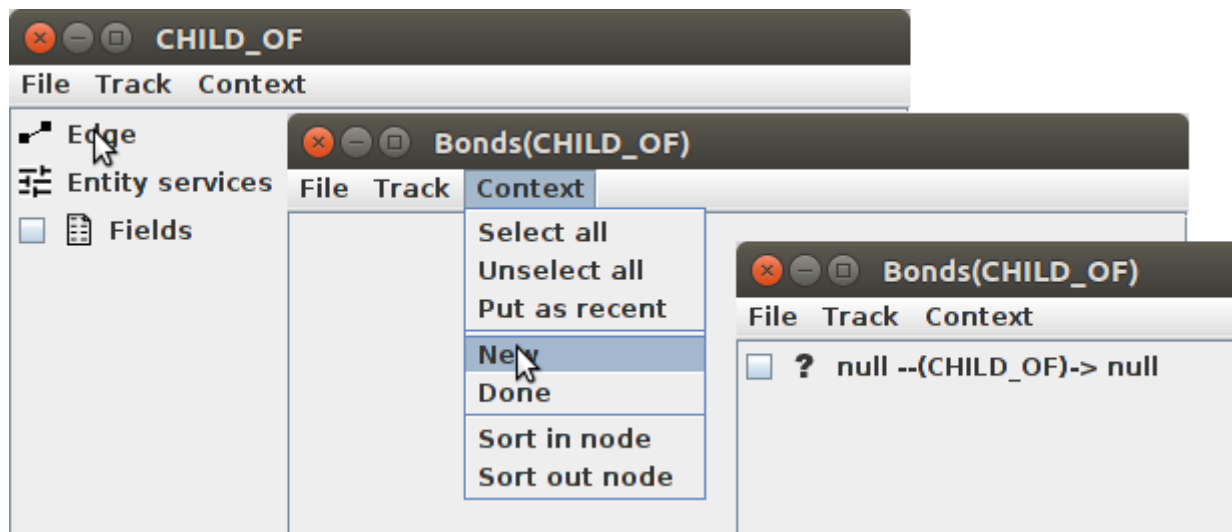 CHILD_OF
File Track Context
Edge
Entity services
Fields
Bonds(CHILD_OF)
File Track Context
Select all
Unselect all
Put as recent
New
Done
Sort in node
Sort out node
Bonds(CHILD_OF)
File Track Context
? null --(CHILD_OF)-> null